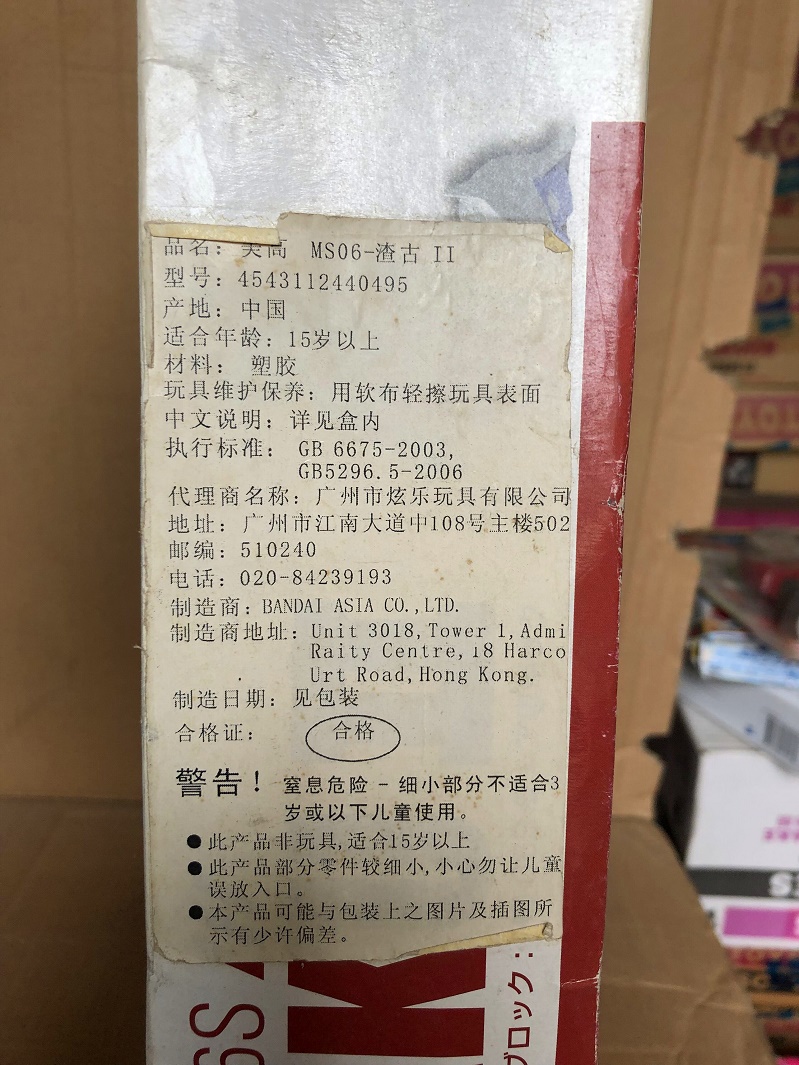 品名： 美高 MS06-渣古 II
型号：4543112440495
产地：中国
适合年龄：15岁以上
材料： 塑胶
玩具维护保养：用软布轻擦玩具表面
中文说明：详见盒内
执行标准： GB 6675-2003,
GB5296.5-2006
代理商名称：广州市炫乐玩具有限公司
地址：广州市江南大道中108号主楼502
邮编：510240
电话：020-84239193
制造商：BANDAI ASIA CO.,LTD.
制造商地址：Unit 3018,Tower 1,Admi
Raity Centre,18 Harco
Urt Road,Hong Kong.
制造日期：见包装
合格证： 合格
警告！ 窒息危险－细小部分不适合3
岁或以下儿童使用。
●此产品非玩具,适合15岁以上
●此产品部分零件较细小,小心勿让儿童
误放入口。
●本产品可能与包装上之图片及插图所
示有少许偏差。
ブロック：